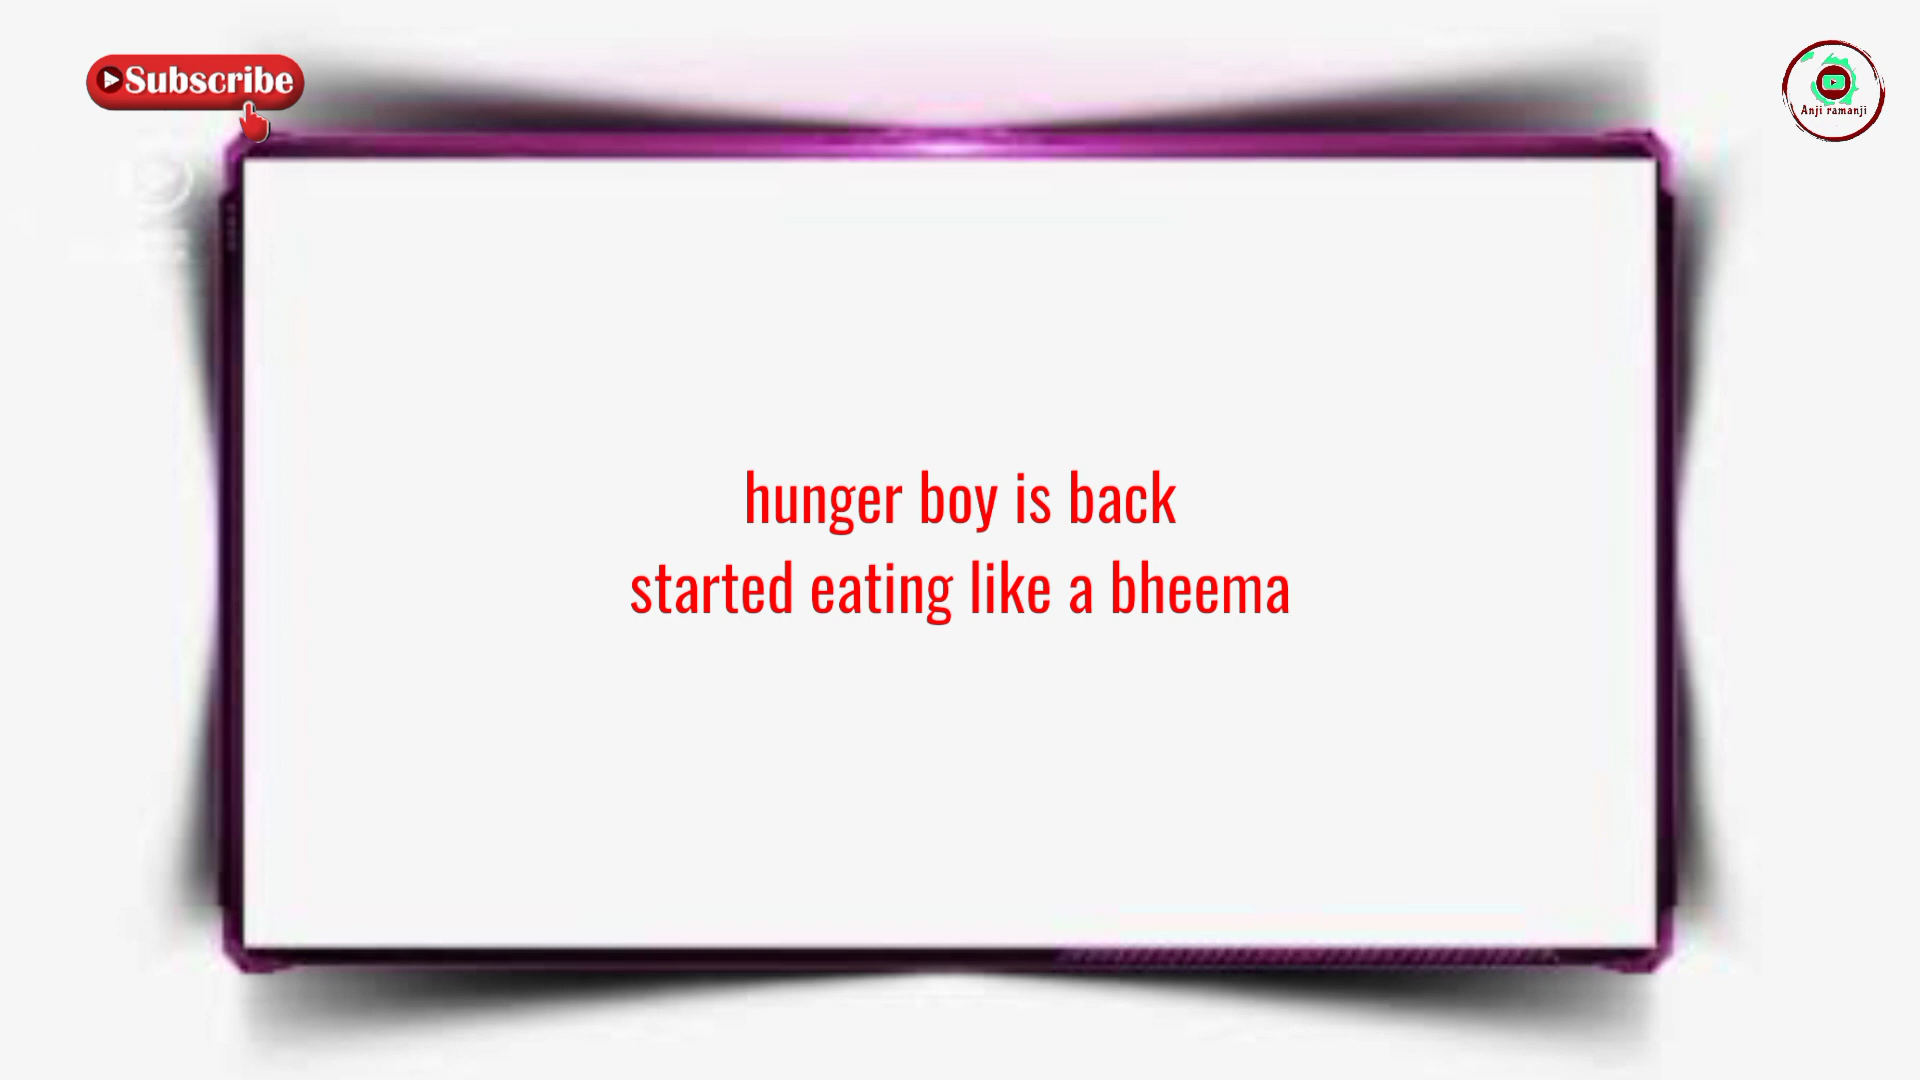 Subscribe
Anji ramanji
hunger boy is back
started eating like a bheema